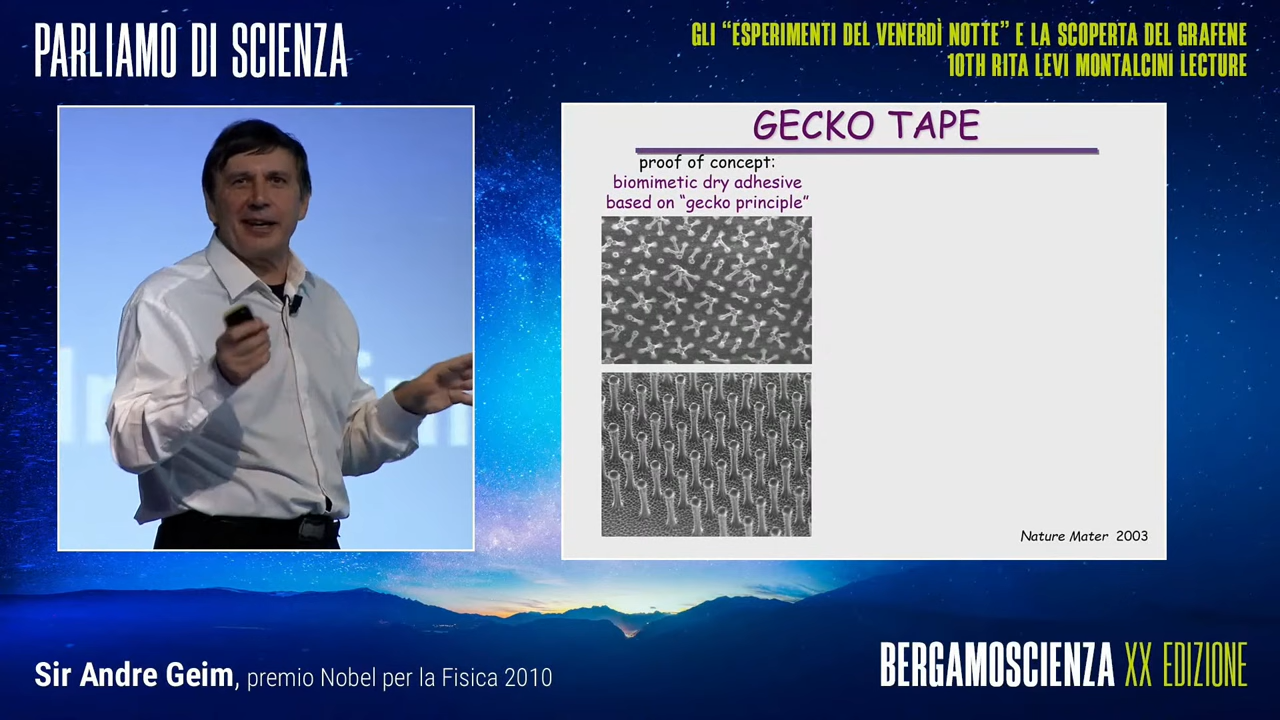 PARLIAMO DI SCIENZA
GLI “ESPERIMENTI DEL VENERDÌ NOTTE” E LA SCOPERTA DEL GRAFENE
10TH RITA LEVI MONTALCINI LECTURE
GECKO TAPE
proof of concept:
biomimetic dry adhesive
based on “gecko principle”
Nature Mater 2003
Sir Andre Geim, premio Nobel per la Fisica 2010
BERGAMOSCIENZA XX EDIZIONE